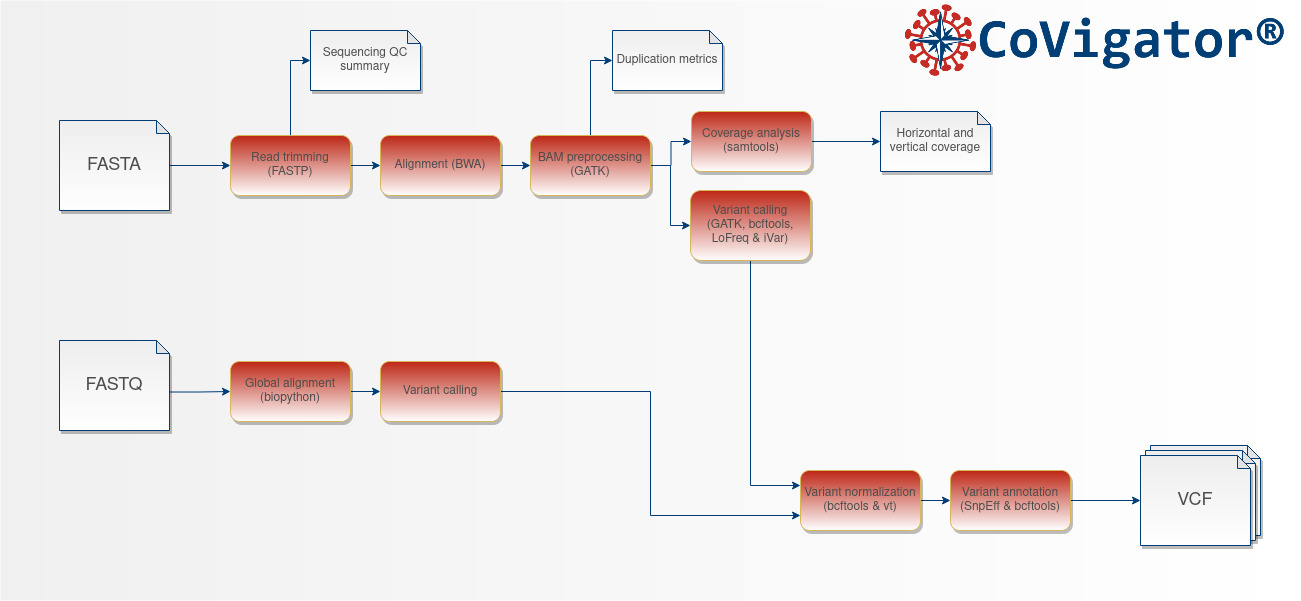 CoVigator®
Sequencing QC
summary
Duplication metrics
FASTA
Read trimming
(FASTP)
Alignment (BWA)
BAM preprocessing
(GATK)
Coverage analysis
(samtools)
Horizontal and
vertical coverage
Variant calling
(GATK, bcftools,
LoFreq & iVar)
FASTQ
Global alignment
(biopython)
Variant calling
Variant normalization
(bcftools & vt)
Variant annotation
(SnpEff & bcftools)
VCF